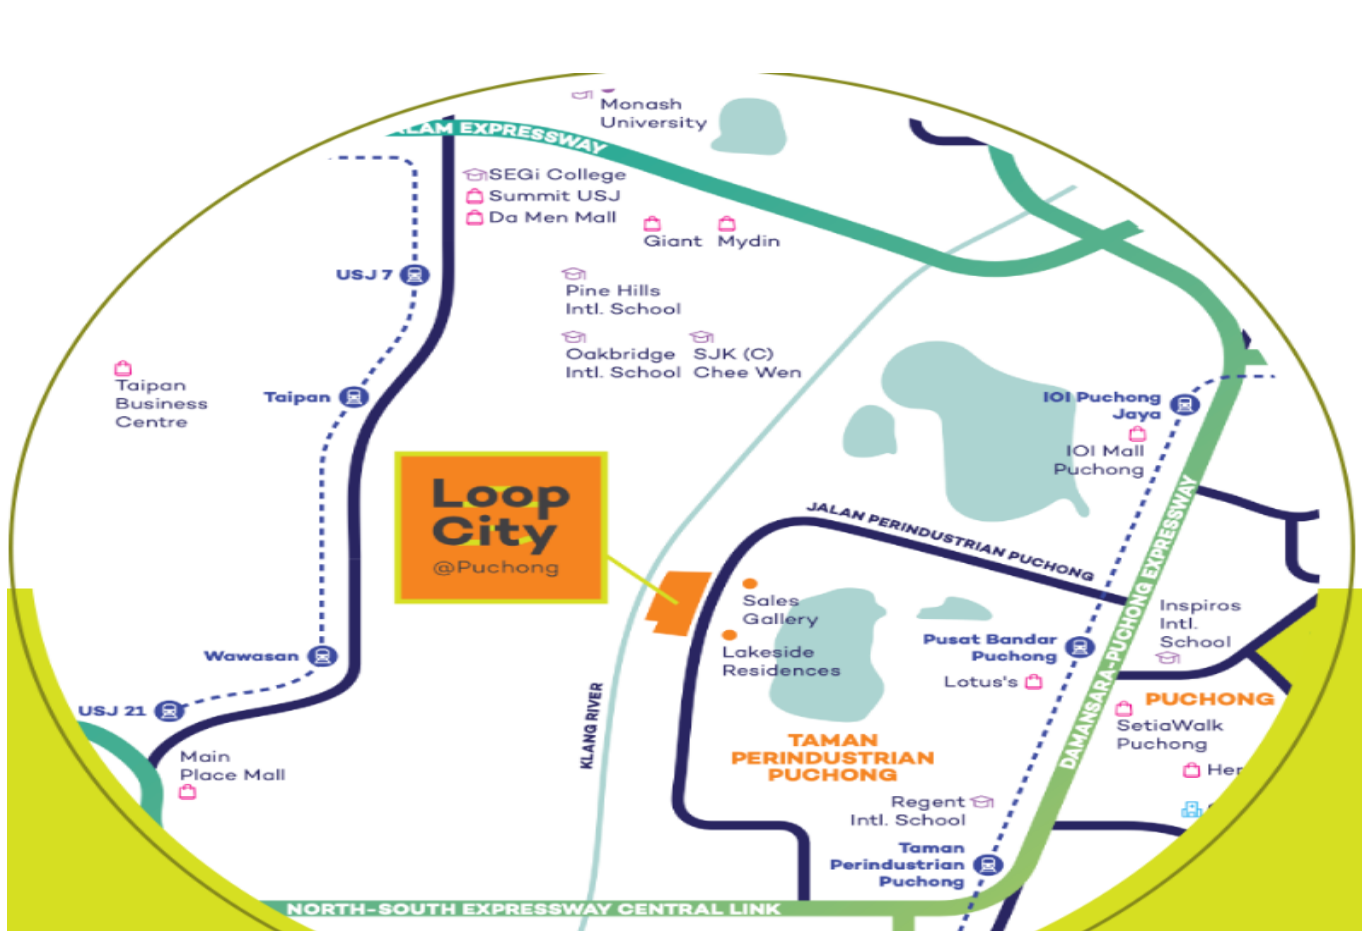 Monash
University
ALAM EXPRESSWAY
SEGi College
Summit USJ
Da Men Mall
Giant
Mydin
USJ 7
Pine Hills
Intl. School
Oakbridge
Intl. School
SJK (C)
Chee Wen
Taipan
Business
Centre
Taipan
IOI Puchong
Jaya
IOI Mall
Puchong
Loop
City
@Puchong
JALAN PERINDUSTRIAN PUCHONG
DAMANSARA-PUCHONG EXPRESSWAY
Sales
Gallery
Lakeside
Residences
Inspiros
Intl.
School
Pusat Bandar
Puchong
Lotus's
Wawasan
USJ 21
KLANG RIVER
PUCHONG
SetiaWalk
Puchong
Main
Place Mall
TAMAN
PERINDUSTRIAN
PUCHONG
Regent
Intl. School
Taman
Perindustrian
Puchong
NORTH-SOUTH EXPRESSWAY CENTRAL LINK